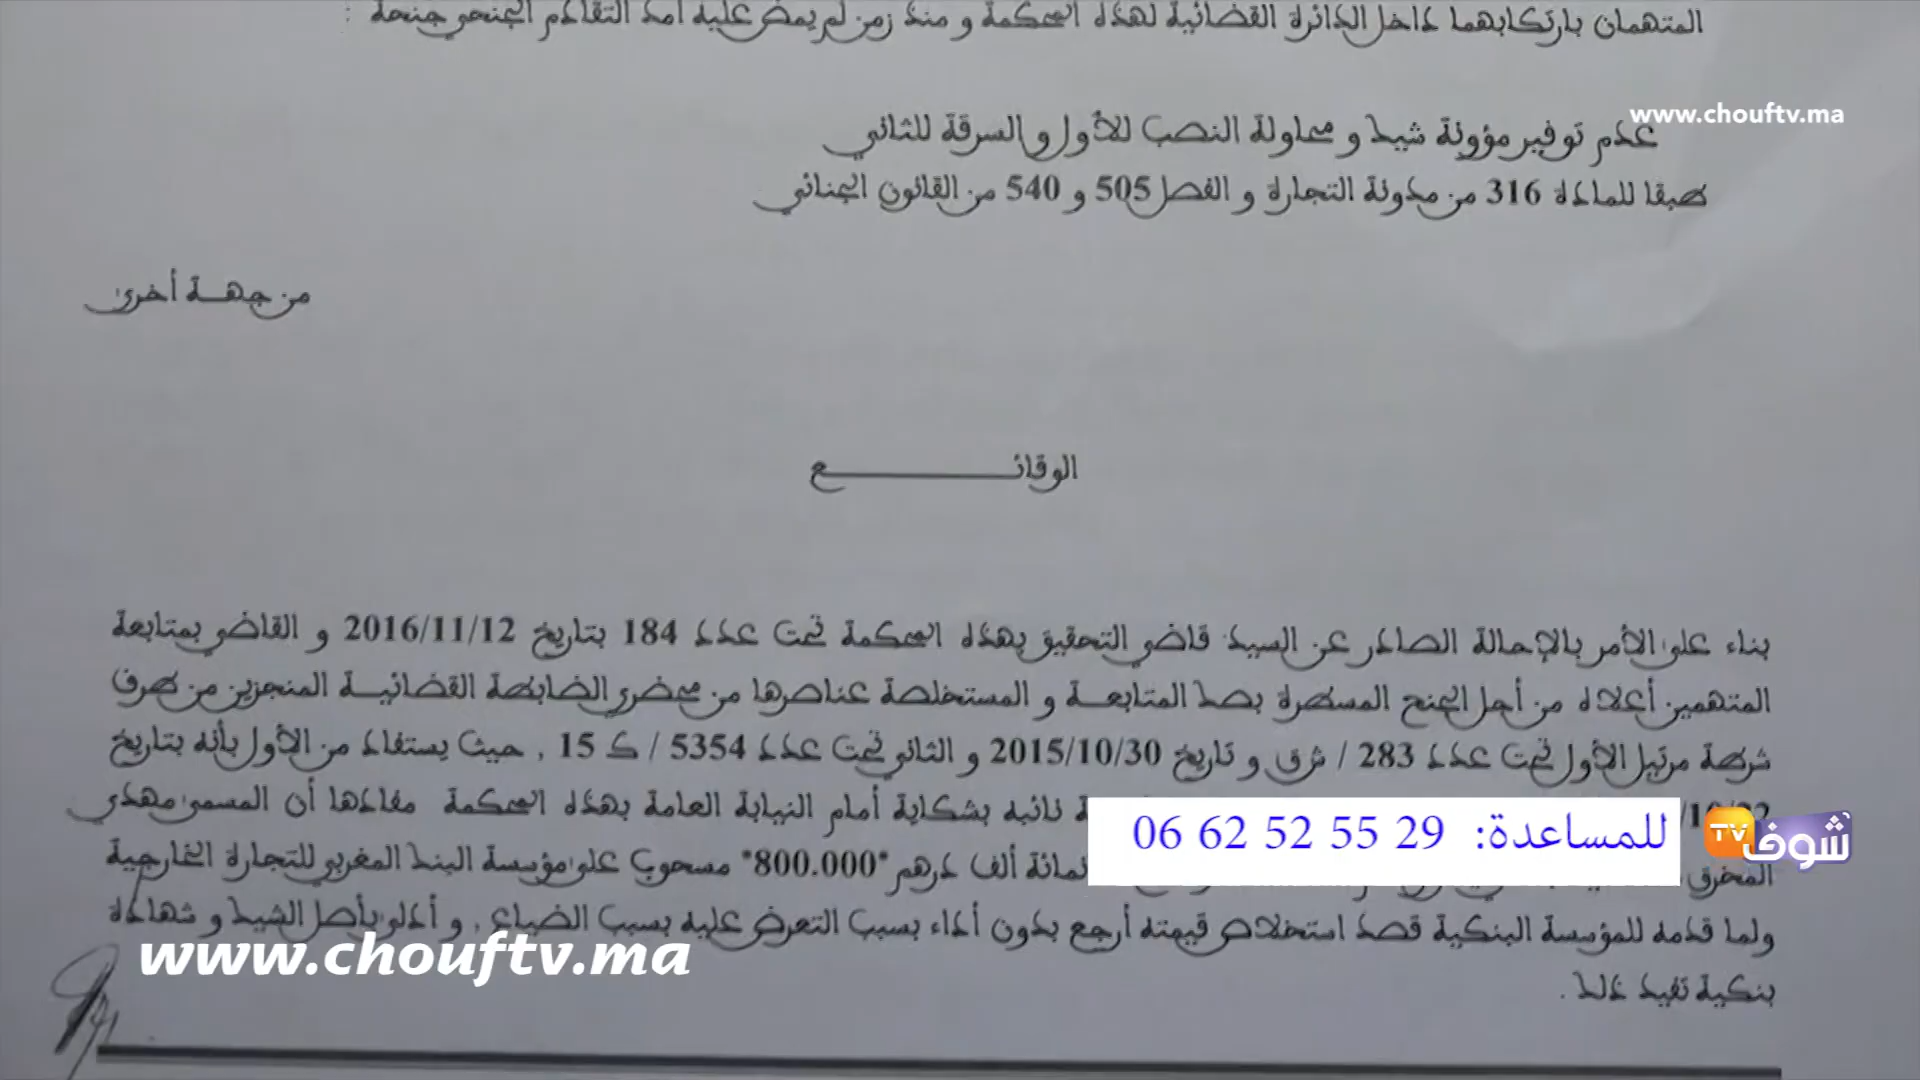 المتهمان بارتكابهما داخل الدائرة القضائية لهذه المحكمة و منذ زمن لم يمض عليه أمد التقادم الجنحي جنحة :
www.chouftv.ma
عدم توفير مؤونة شيك و محاولة النصب للأول و السرقة للثاني
طبقا للمادة 316 من مدونة التجارة و الفصل 505 و 540 من القانون الجنائي
من جهة أخرى
الوقائع
بناء على الأمر بالإحالة الصادر عن السيد قاضي التحقيق بهذه المحكمة تحت عدد 184 بتاريخ 2016/11/12 و القاضي بمتابعة
المتهمين أعلاه من أجل الجنح المسطرة بصك المتابعة و المستخلصة عناصرها من محضري الضابطة القضائية المنجزين من طرف
شرطة مرتيل الأول تحت عدد 283 / ش ق و تاريخ 2015/10/30 و الثاني تحت عدد 5354 / ك 15 , حيث يستفاد من الأول بأنه بتاريخ
نائبه بشكاية أمام النيابة العامة بهذه المحكمة مفادها أن المسمى مهدي
للمساعدة: 06 62 52 55 29
شوف TV
ألف درهم "800.000" مسحوب على مؤسسة البنك المغربي للتجارة الخارجية
ولما قدمه للمؤسسة البنكية قصد استخلاص قيمته أرجع بدون أداء بسبب التعرض عليه بسبب الضياع , و أدلى بأصل الشيك و شهادة
www.chouftv.ma
بنكية تفيد ذلك .